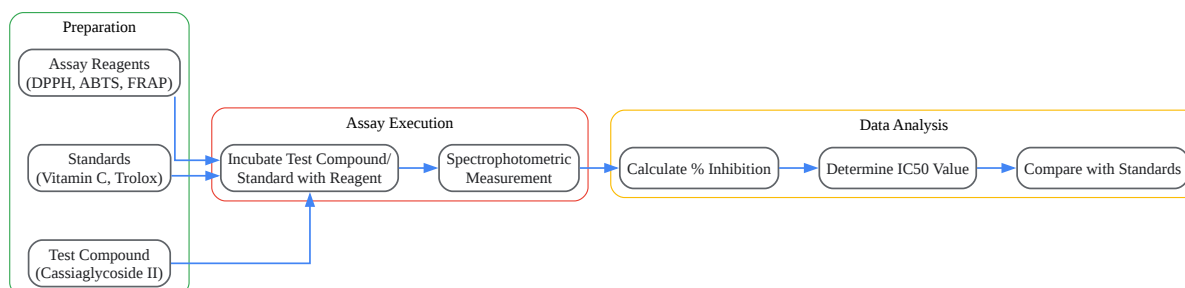 Preparation
Assay Reagents
(DPPH, ABTS, FRAP)
Standards
(Vitamin C, Trolox)
Test Compound
(Cassiaglycoside II)
Assay Execution
Incubate Test Compound/
Standard with Reagent
Spectrophotometric
Measurement
Data Analysis
Calculate % Inhibition
Determine IC50 Value
Compare with Standards